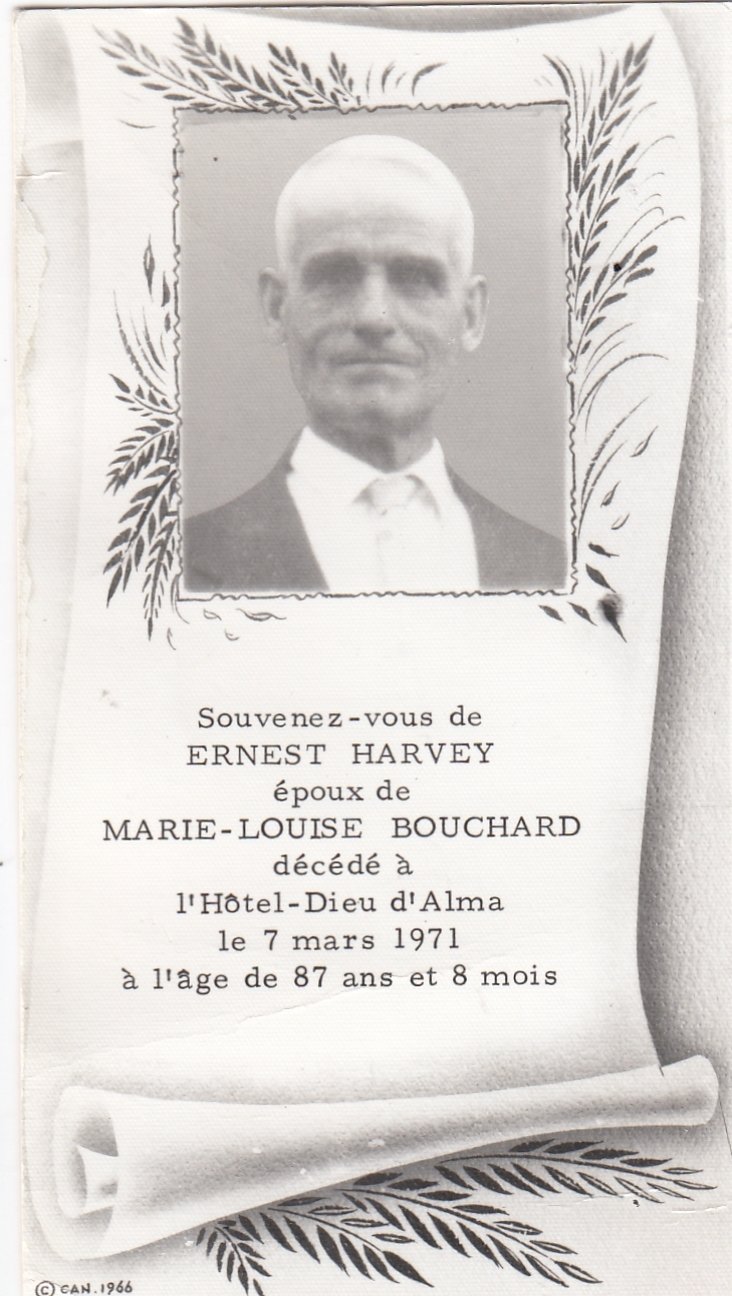 Souvenez-vous de
ERNEST HARVEY
époux de
MARIE-LOUISE BOUCHARD
décédé à
l'Hôtel-Dieu d'Alma
le 7 mars 1971
à l'âge de 87 ans et 8 mois
© CAN. 1966